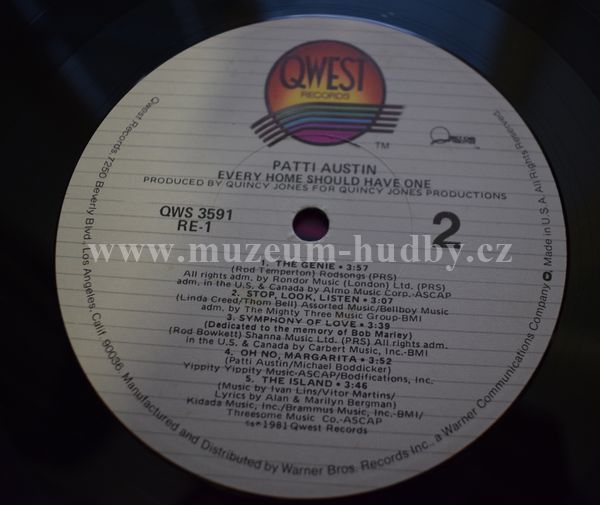 QWEST
RECORDS
TM
PATTI AUSTIN
EVERY HOME SHOULD HAVE ONE
PRODUCED BY QUINCY JONES FOR QUINCY JONES PRODUCTIONS
QWS 3591
RE-1
2
www.muzeum-hudby.cz
1. THE GENIE • 3:57
(Rod Temperton) Rodsongs (PRS)
All rights adm. by Rondor Music (London) Ltd. (PRS)
adm. in the U.S. & Canada by Almo Music Corp.-ASCAP
2. STOP, LOOK, LISTEN • 3:07
(Linda Creed/Thom Bell) Assorted Music/Bellboy Music
adm. by The Mighty Three Music Group-BMI
3. SYMPHONY OF LOVE • 3:39
(Dedicated to the memory of Bob Marley)
(Rod Bowkett) Shanna Music Ltd. (PRS) All rights adm.
in the U.S. & Canada by Carbert Music, Inc.-BMI
4. OH NO, MARGARITA • 3:52
(Patti Austin/Michael Boddicker)
Yippity Yippity Music-ASCAP/Bodifications, Inc.
5. THE ISLAND • 3:46
(Music by Ivan Lins/Vitor Martins/
Lyrics by Alan & Marilyn Bergman)
Kidada Music, Inc./Brammus Music, Inc.-BMI/
Threesome Music Co.-ASCAP
1981 Qwest Records
Qwest Records, 7250 Beverly Blvd., Los Angeles, Calif. 90036, Manufactured and Distributed by Warner Bros. Records Inc., a Warner Communications Company Made in U.S.A. All Rights Reserved.